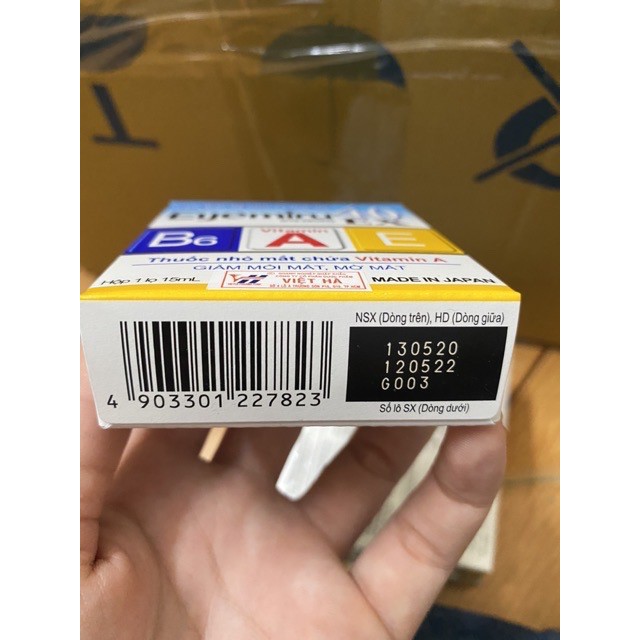 Eyemiru 40
B6
Vitamin
A
E
Thuốc nhỏ mắt chứa Vitamin A
GIẢM MỎI MẮT, MỜ MẮT
Hộp 1 lọ 15mL
VIỆT HÀ
MADE IN JAPAN
NSX (Dòng trên), HD (Dòng giữa)
130520
120522
G003
Số lô SX (Dòng dưới)
4 903301 227823